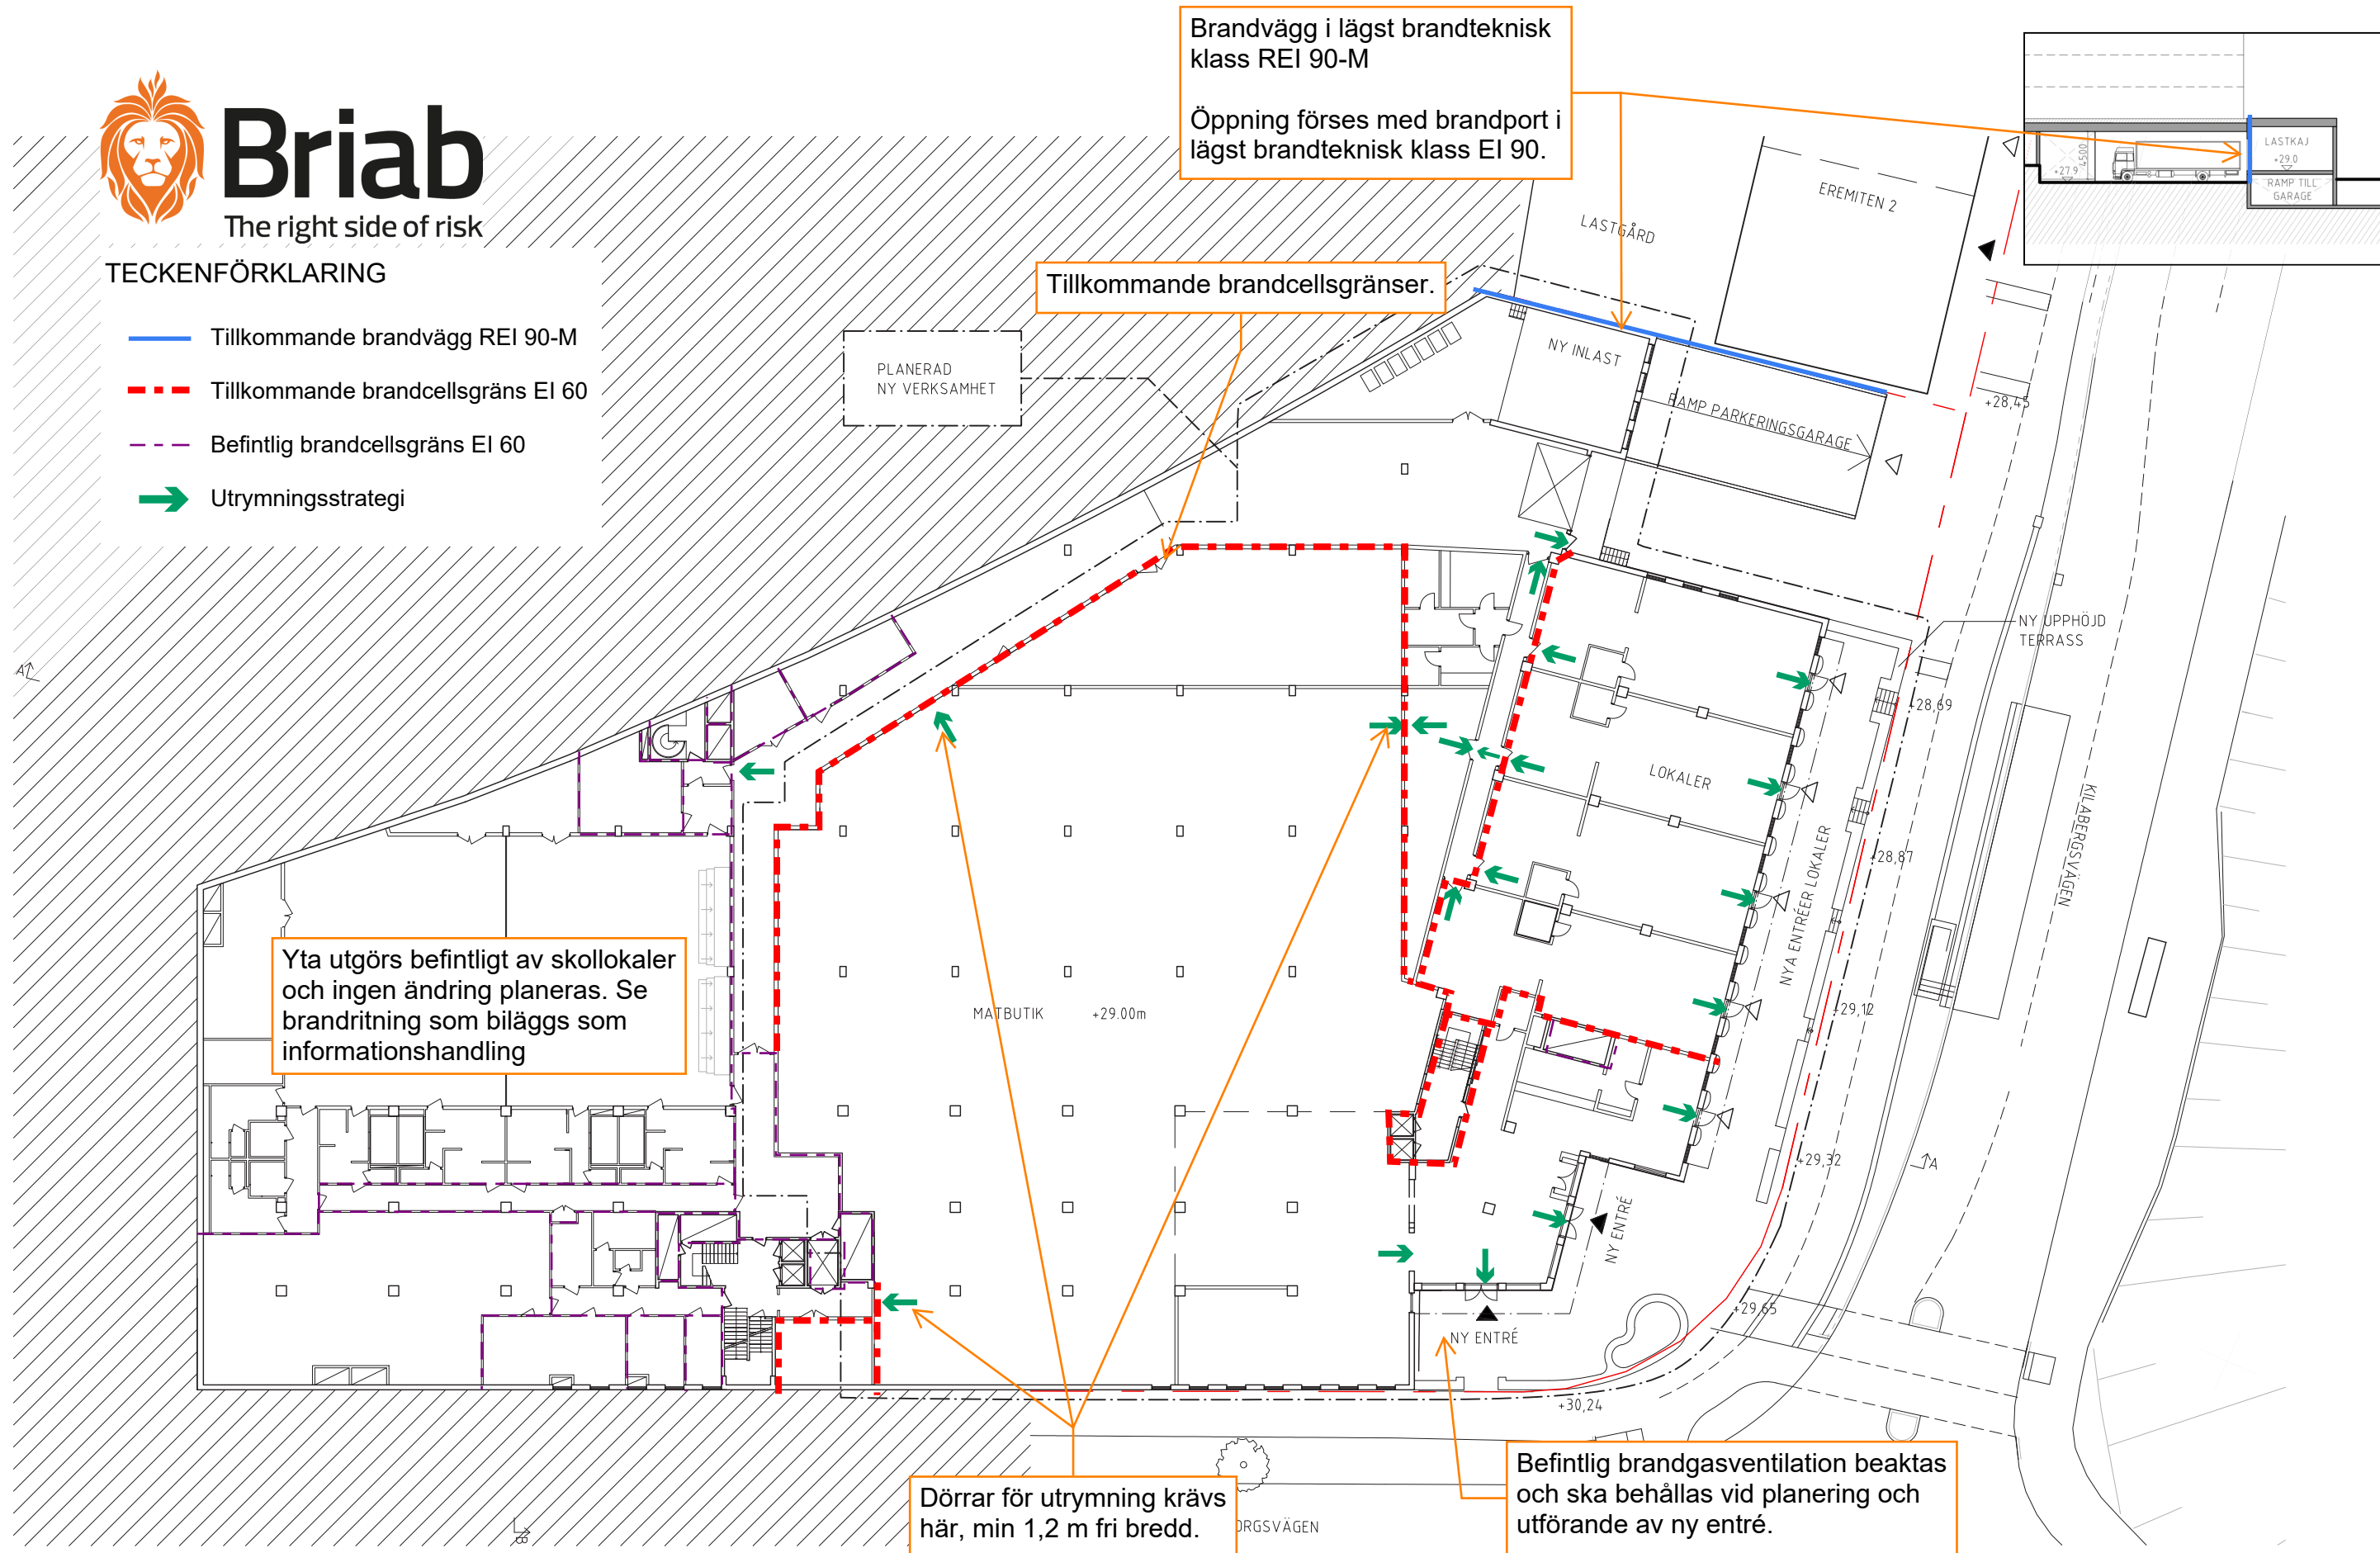 Brandvägg i lägst brandteknisk
klass REI 90-M
Öppning förses med brandport i
lägst brandteknisk klass EI 90.
Briab
The right side of risk
TECKENFÖRKLARING
Tillkommande brandvägg REI 90-M
Tillkommande brandcellsgräns EI 60
Befintlig brandcellsgräns EI 60
Utrymningsstrategi
Tillkommande brandcellsgränser.
LASTKAJ
+29.0
RAMP TILL
GARAGE
4500
+27.9
EREMITEN 2
LASTGÅRD
PLANERAD
NY VERKSAMHET
NY INLAST
RAMP PARKERINGSGARAGE
+28,45
NY UPPHÖJD
TERRASS
+28,69
LOKALER
KILABERGSVÄGEN
NYA ENTRÉER LOKALER
+28,87
A
Yta utgörs befintligt av skollokaler
och ingen ändring planeras. Se
brandritning som biläggs som
informationshandling
MATBUTIK +29.00m
+29,12
+29,32
A
NY ENTRÉ
+29,65
NY ENTRÉ
+30,24
Dörrar för utrymning krävs
här, min 1,2 m fri bredd.
ORGSVÄGEN
Befintlig brandgasventilation beaktas
och ska behållas vid planering och
utförande av ny entré.
B